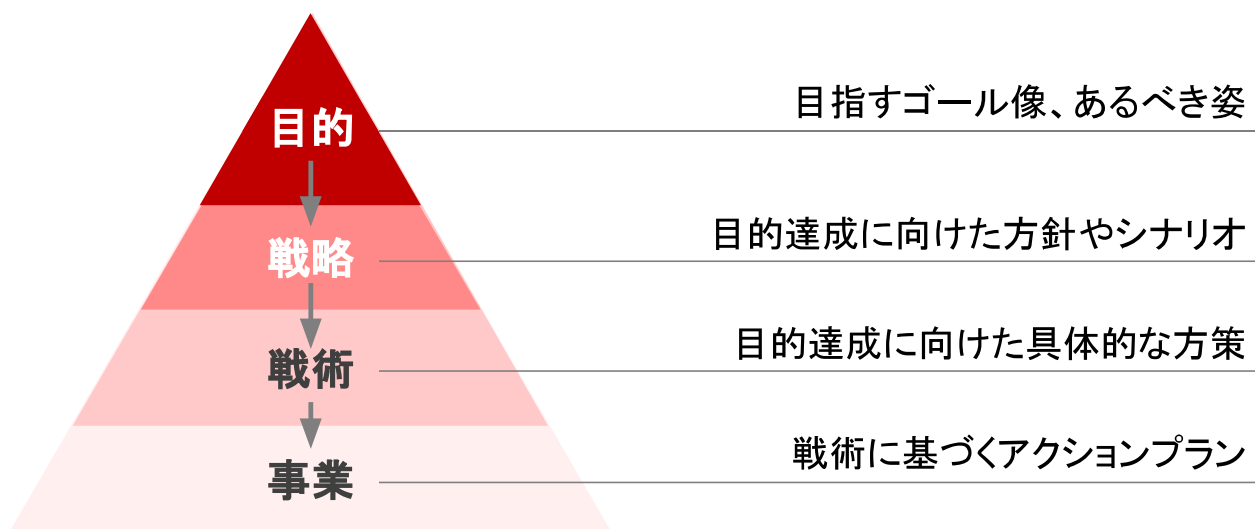 目的
目指すゴール像、あるべき姿
戦略
目的達成に向けた方針やシナリオ
戦術
目的達成に向けた具体的な方策
事業
戦術に基づくアクションプラン